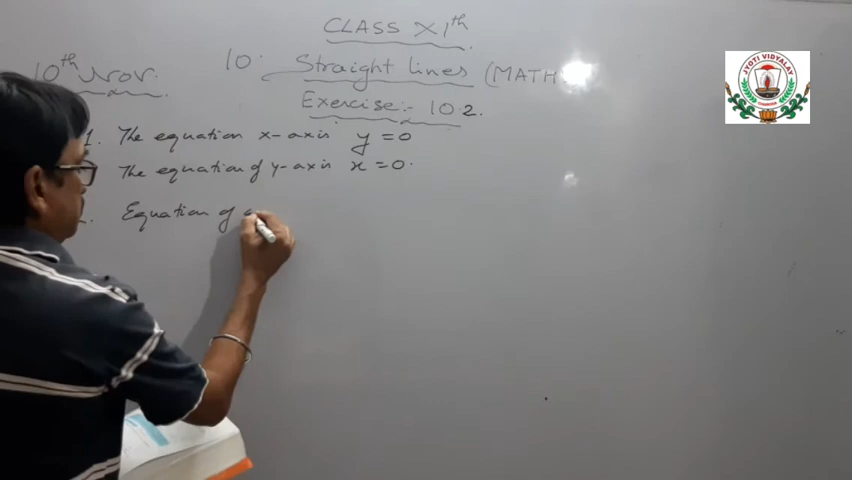 CLASS XIth
10th Nov.
10. Straight lines (MATH
Exercise:- 10.2.
1. The equation x-axis y=0
The equation of y-axis x=0.
Equation of
JYOTI VIDYALAY